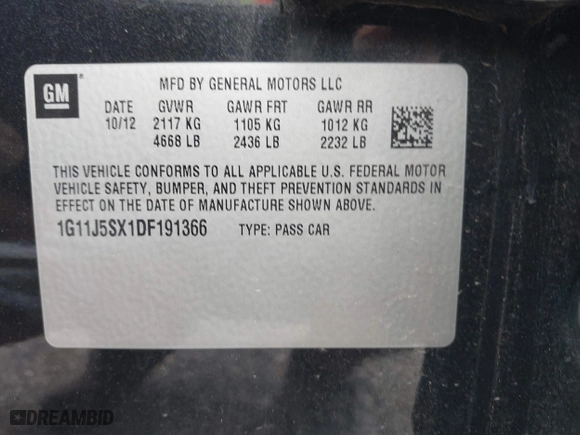 GM
MFD BY GENERAL MOTORS LLC
DATE GVWR GAWR FRT GAWR RR
10/12 2117 KG 1105 KG 1012 KG
4668 LB 2436 LB 2232 LB
THIS VEHICLE CONFORMS TO ALL APPLICABLE U.S. FEDERAL MOTOR
VEHICLE SAFETY, BUMPER, AND THEFT PREVENTION STANDARDS IN
EFFECT ON THE DATE OF MANUFACTURE SHOWN ABOVE.
1G11J5SX1DF191366 TYPE: PASS CAR
DREAMBID